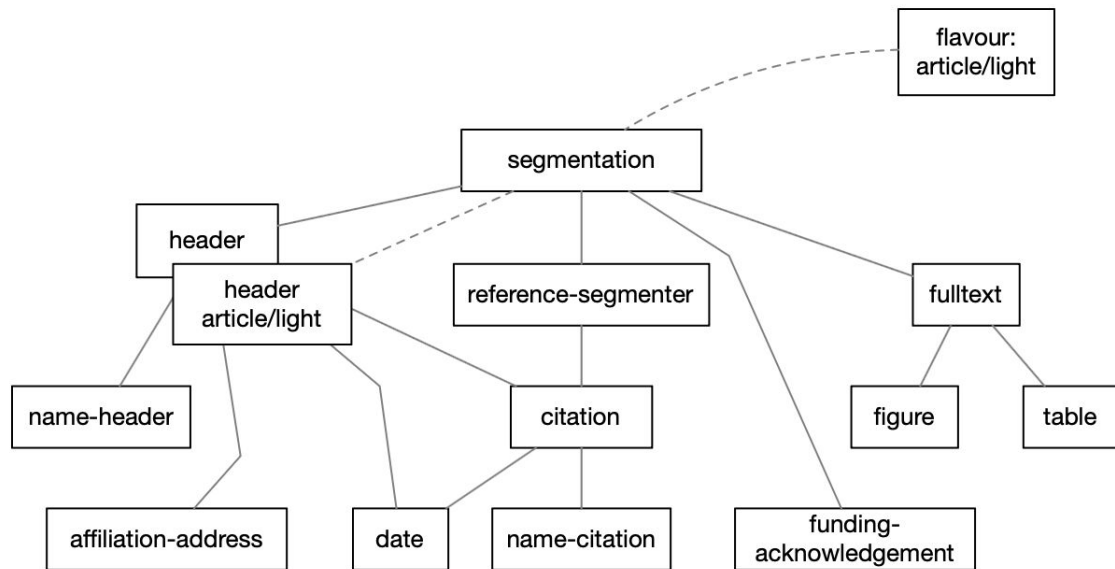 flavour:
article/light
segmentation
header
header
article/light
reference-segmenter
fulltext
name-header
citation
figure
table
affiliation-address
date
name-citation
funding-
acknowledgement